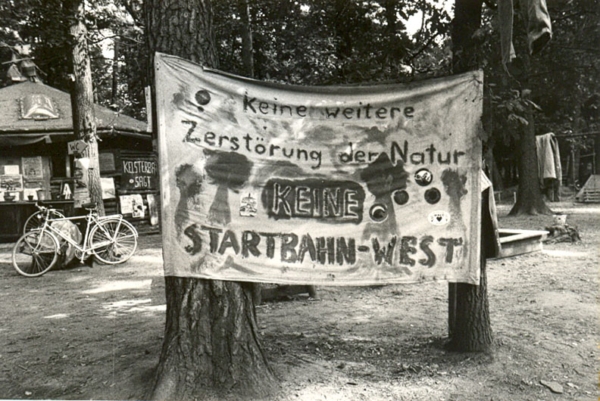 Keine weitere
Zerstörung der Natur
KEINE
STARTBAHN-WEST